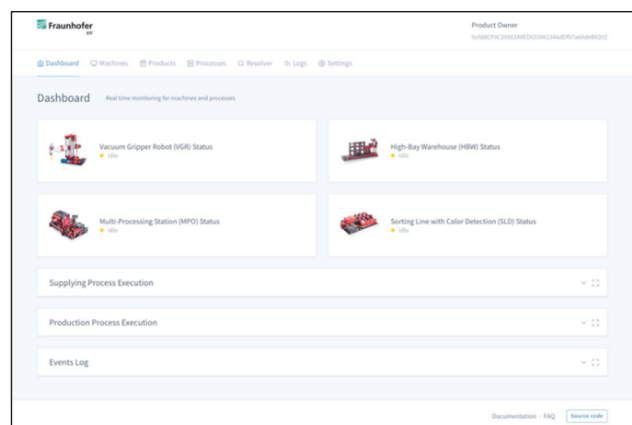 Fraunhofer
Product Owner
Dashboard Machines Products Processes Resolver Logs Settings
Dashboard Real time monitoring for machines and processes
Vacuum Gripper Robot (VGR) Status
Idle
High-Bay Warehouse (HBW) Status
Idle
Multi-Processing Station (MPO) Status
Idle
Sorting Line with Color Detection (SLD) Status
Idle
Supplying Process Execution
Production Process Execution
Events Log
Documentation · FAQ Source code